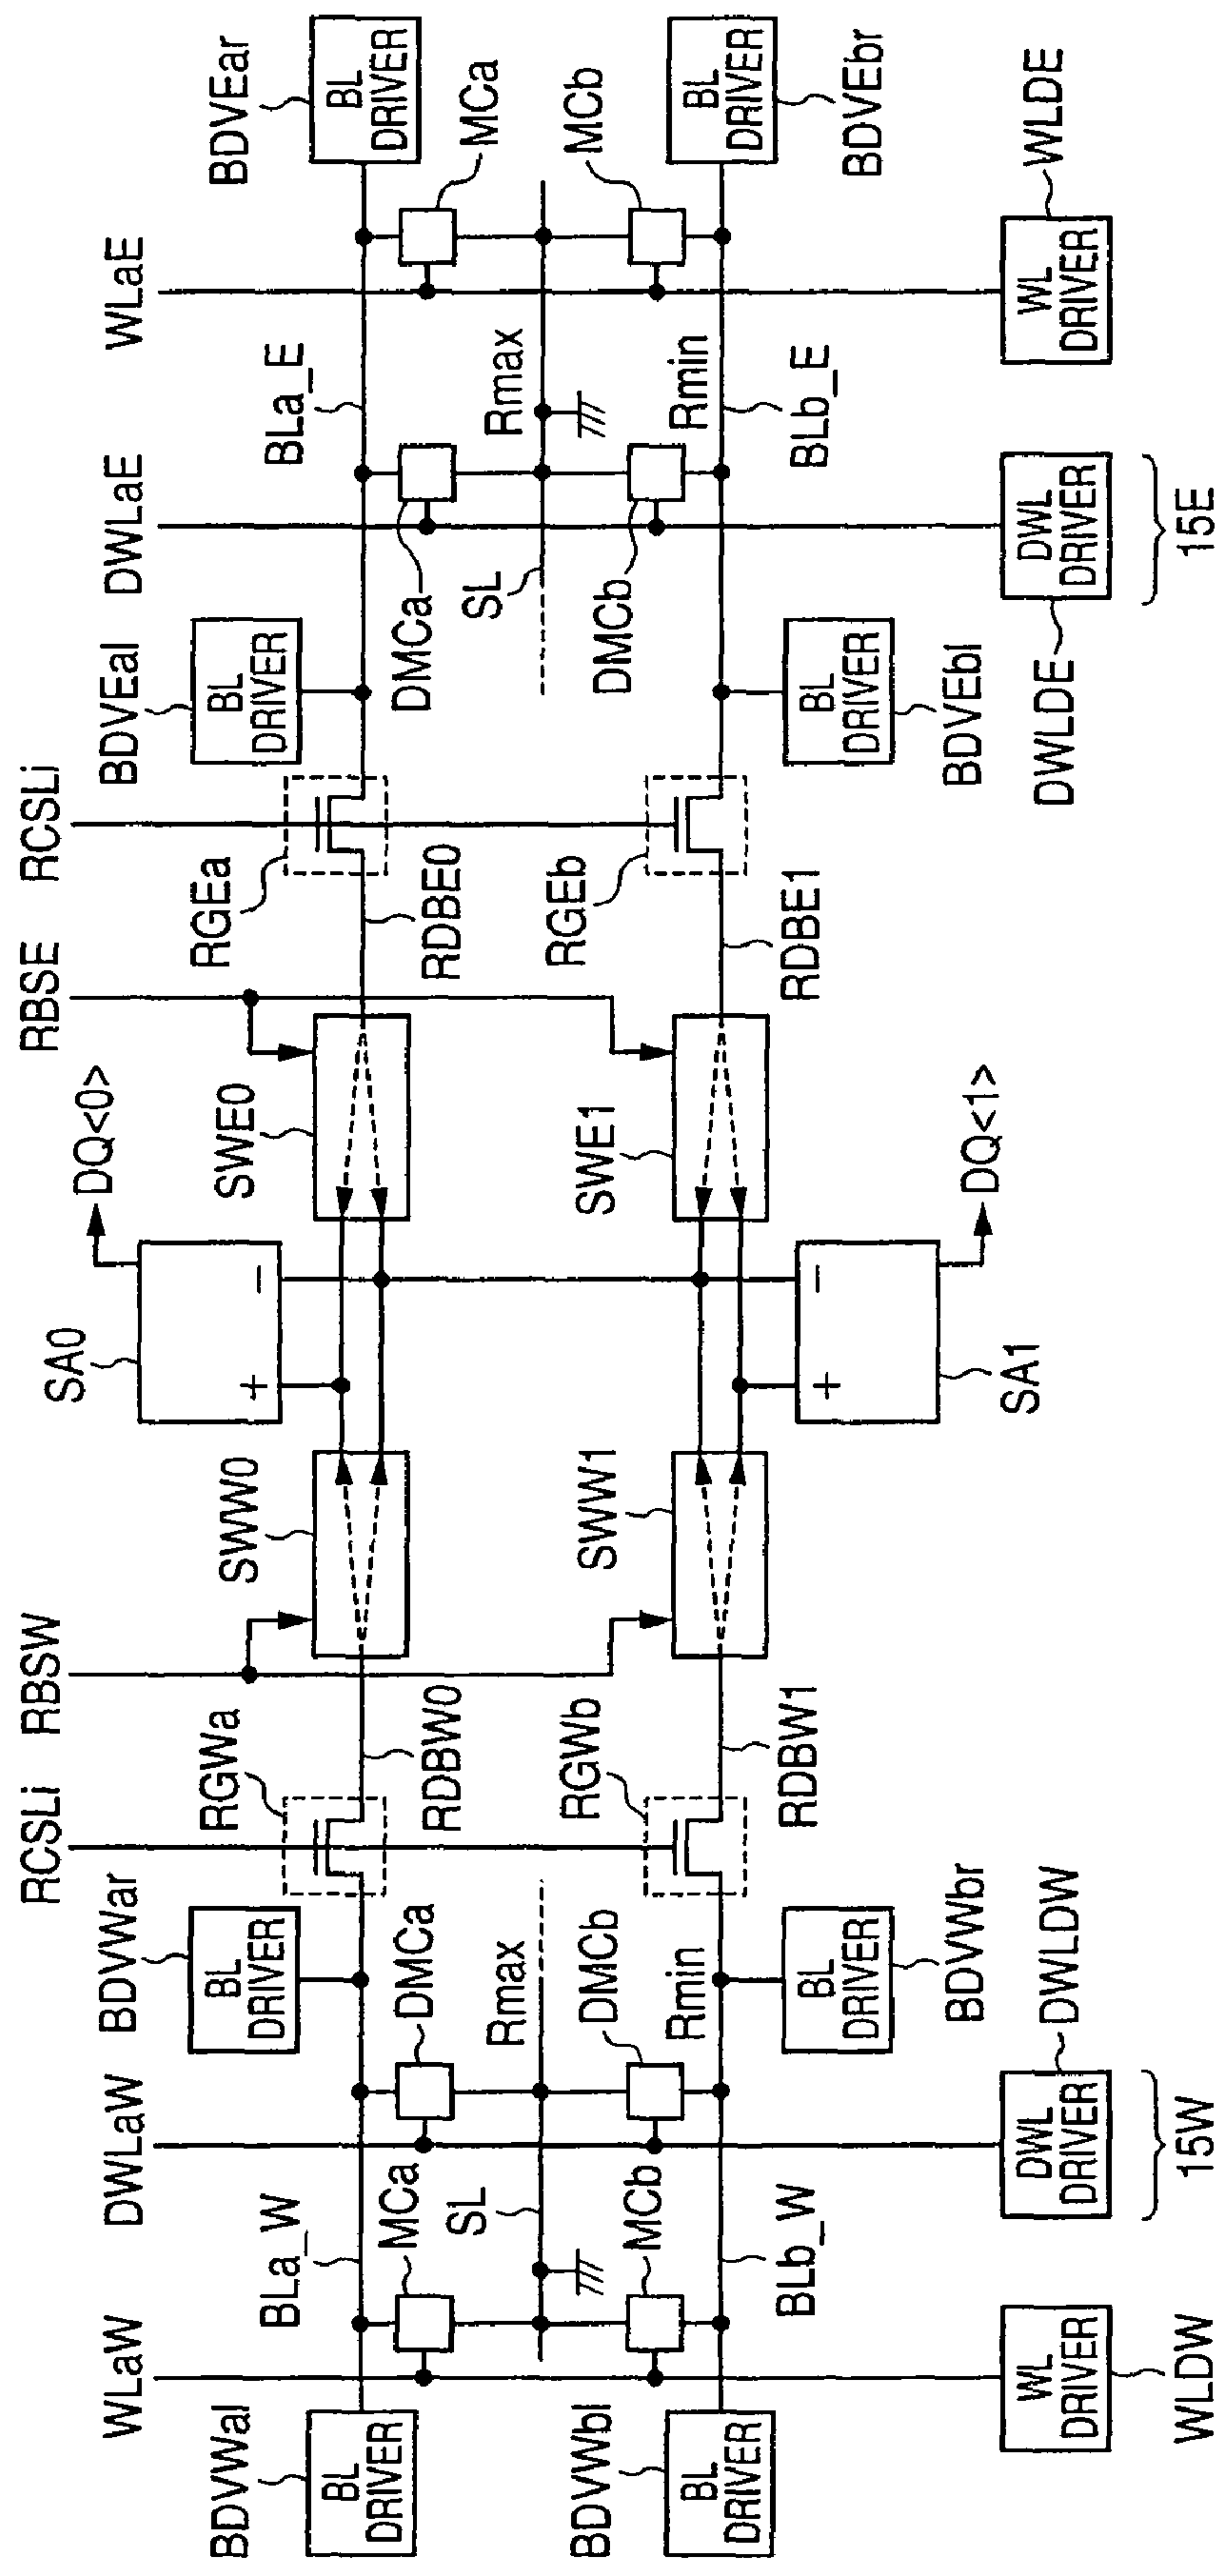 RCSLi
RBSW
RBSE
RCSLi
SA0
DQ<0>
WLaW
DWLaW
BDVWar
BL
DRIVER
RGWa
SWW0
SWE0
RGEa
BDVEal
BL
DRIVER
DWLaE
WLaE
BDVEar
BDVWal
BL
DRIVER
BLa_W
MCa
DMCa
RDBW0
+
−
RDBE0
DMCa
BLa_E
MCa
BL
DRIVER
SL
Rmax
SL
Rmax
BDVWbl
BL
DRIVER
MCb
DMCb
Rmin
RGWb
SWW1
SWE1
RGEb
DMCb
Rmin
MCb
BL
DRIVER
BLb_W
BL
DRIVER
BDVWbr
RDBW1
+
−
RDBE1
BL
DRIVER
BDVEbl
BLb_E
BDVEbr
SA1
DQ<1>
WL
DRIVER
WLDW
DWL
DRIVER
DWLDW
DWLDE
DWL
DRIVER
WL
DRIVER
WLDE
15W
15E